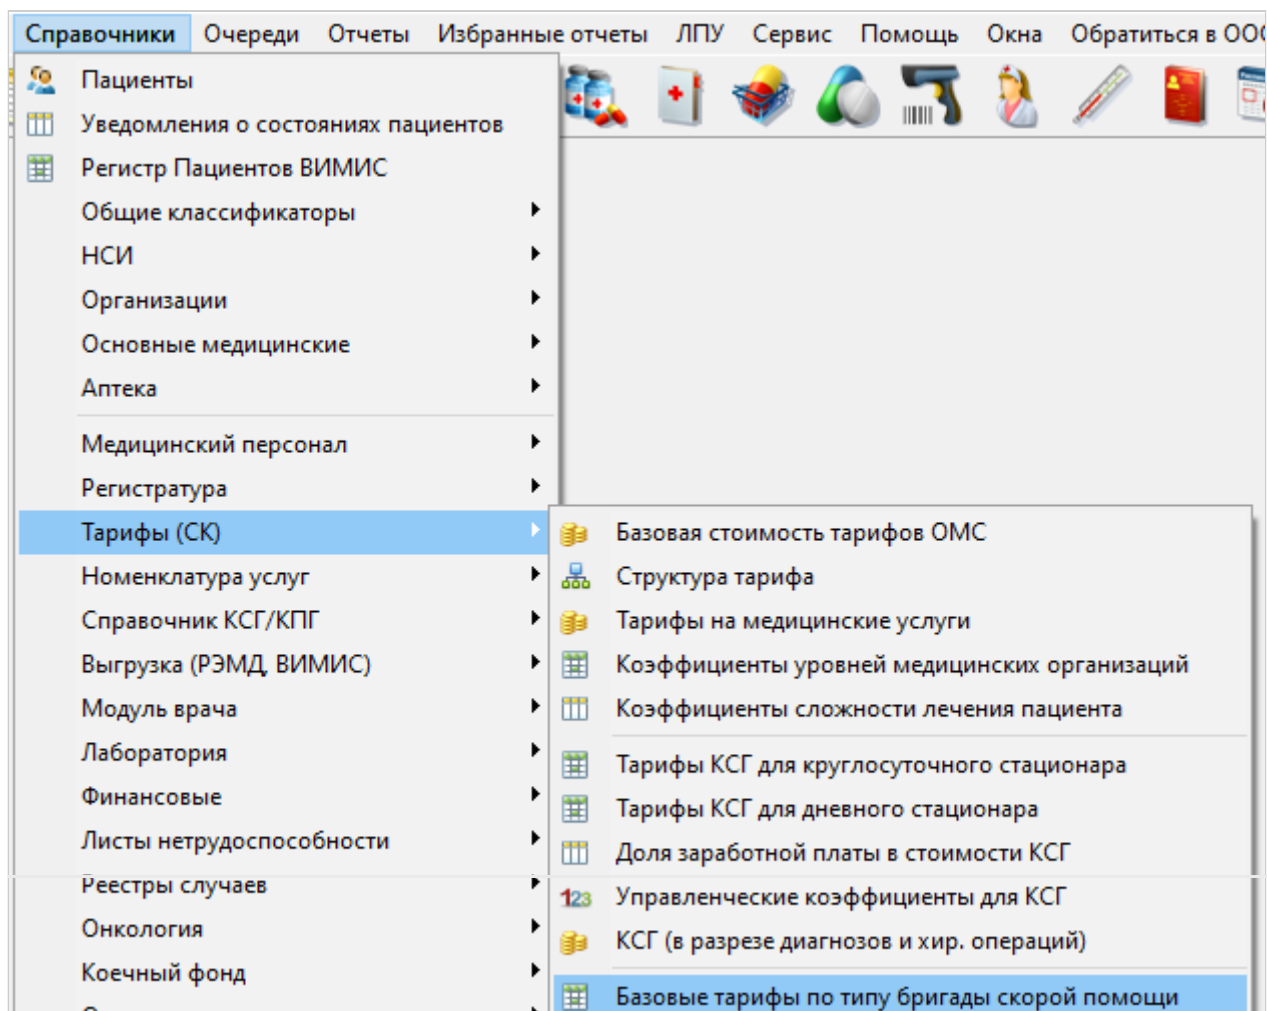 Справочники Очереди Отчеты Избранные отчеты ЛПУ Сервис Помощь Окна Обратиться в ООО
Пациенты
Уведомления о состояниях пациентов
Регистр Пациентов ВИМИС
Общие классификаторы
НСИ
Организации
Основные медицинские
Аптека
Медицинский персонал
Регистратура
Тарифы (СК)
Номенклатура услуг
Справочник КСГ/КПГ
Выгрузка (РЭМД, ВИМИС)
Модуль врача
Лаборатория
Финансовые
Листы нетрудоспособности
Реестры случаев
Онкология
Коечный фонд
Базовая стоимость тарифов ОМС
Структура тарифа
Тарифы на медицинские услуги
Коэффициенты уровней медицинских организаций
Коэффициенты сложности лечения пациента
Тарифы КСГ для круглосуточного стационара
Тарифы КСГ для дневного стационара
Доля заработной платы в стоимости КСГ
123 Управленческие коэффициенты для КСГ
КСГ (в разрезе диагнозов и хир. операций)
Базовые тарифы по типу бригады скорой помощи